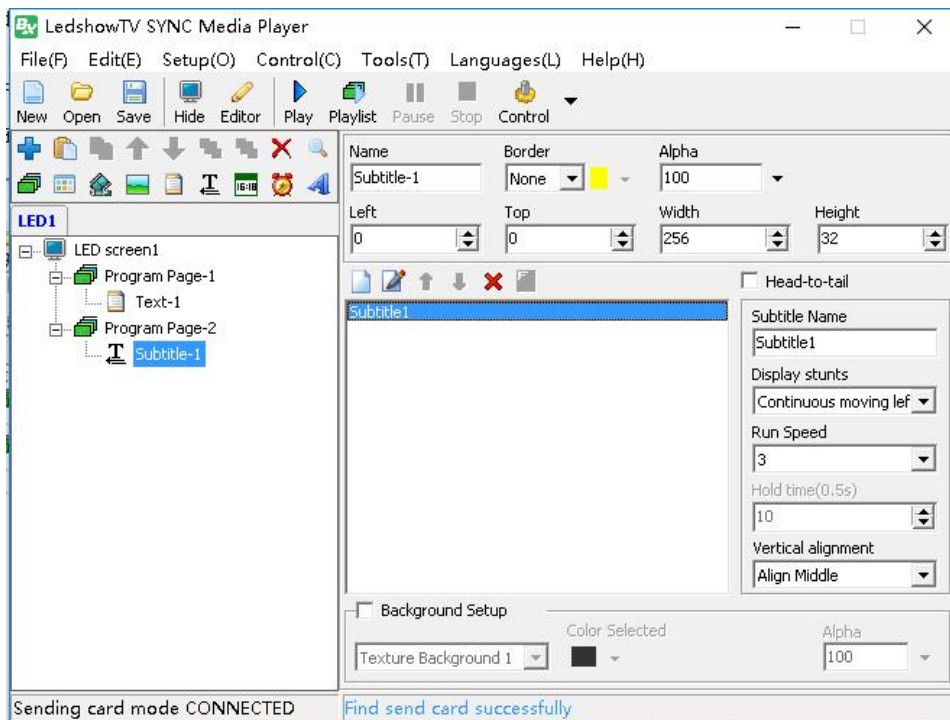 LedshowTV SYNC Media Player
File(F) Edit(E) Setup(O) Control(C) Tools(T) Languages(L) Help(H)
New Open Save Hide Editor Play Playlist Pause Stop Control
Name Border Alpha
Subtitle-1 None 100
Left Top Width Height
0 0 256 32
16:18
LED1
LED screen1
Program Page-1
Text-1
Program Page-2
Subtitle-1
Head-to-tail
Subtitle1
Subtitle Name
Subtitle1
Display stunts
Continuous moving lef
Run Speed
3
Hold time(0.5s)
10
Vertical alignment
Align Middle
Background Setup
Color Selected Alpha
Texture Background 1 100
Sending card mode CONNECTED Find send card successfully